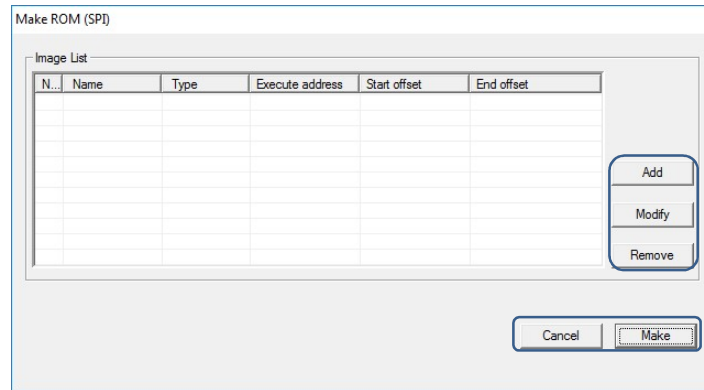 Make ROM (SPI)
Image List
N... Name Type Execute address Start offset End offset
Add
Modify
Remove
Cancel Make